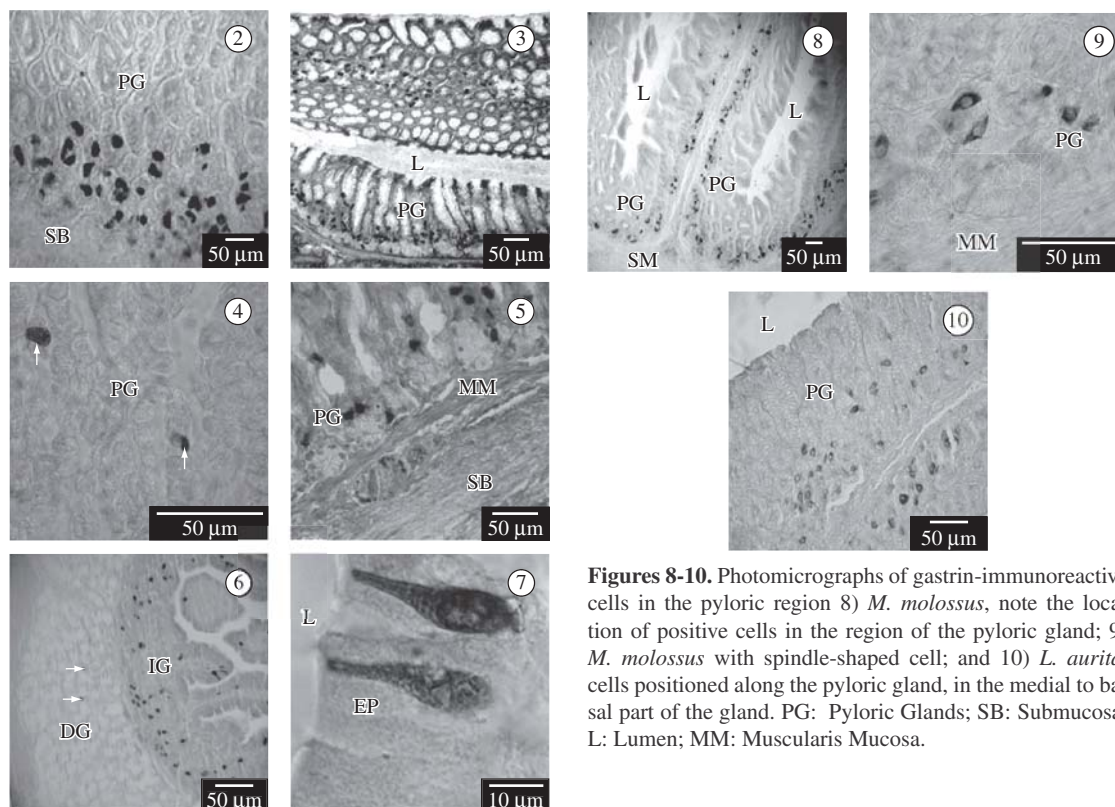 2
PG
SB
50 µm
3
L
PG
50 µm
4
PG
50 µm
5
MM
PG
SB
50 µm
6
IG
DG
50 µm
7
L
EP
10 µm
8
L
L
PG
PG
SM
50 µm
9
PG
MM
50 µm
10
L
PG
50 µm
Figures 8-10. Photomicrographs of gastrin-immunoreactiv
cells in the pyloric region 8) M. molossus, note the loca
tion of positive cells in the region of the pyloric gland; 9
M. molossus with spindle-shaped cell; and 10) L. aurita
cells positioned along the pyloric gland, in the medial to ba
sal part of the gland. PG: Pyloric Glands; SB: Submucosa
L: Lumen; MM: Muscularis Mucosa.